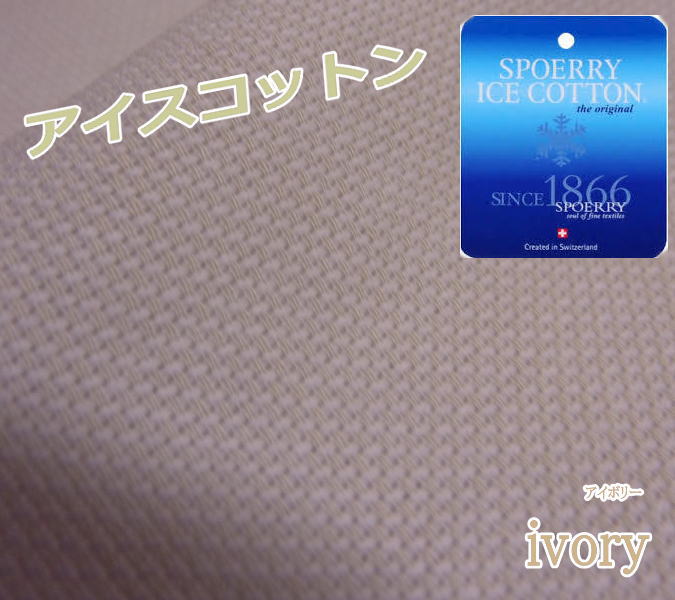 アイスコットン
SPOERRY
ICE COTTON®
the original
SINCE 1866
SPOERRY
soul of fine textiles
Created in Switzerland
アイボリー
ivory